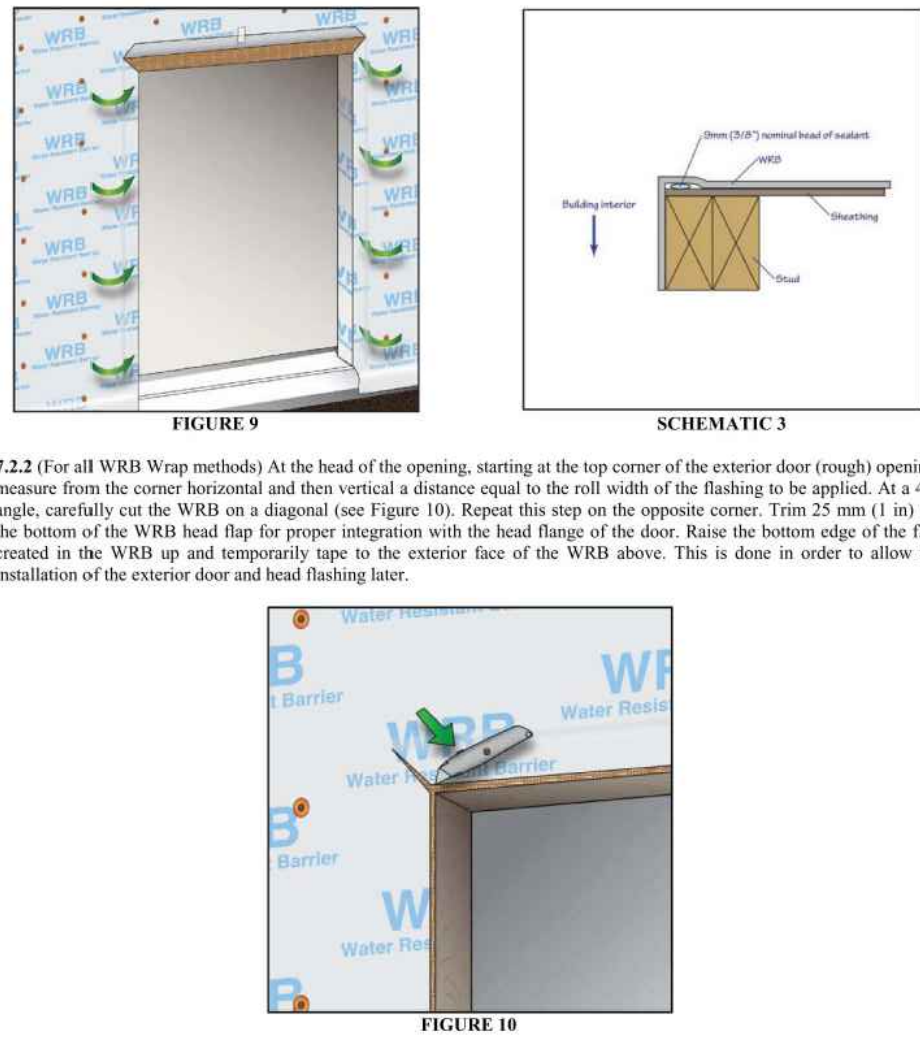 WRB
WRB
WRB
WRB
WRB
WRB
WRB
WRB
WRB
WRB
9mm (3/8") nominal bead of sealant
WRB
Building interior
Sheathing
Stud
FIGURE 9
SCHEMATIC 3
7.2.2 (For all WRB Wrap methods) At the head of the opening, starting at the top corner of the exterior door (rough)
measure from the corner horizontal and then vertical a distance equal to the roll width of the flashing to be applied. At a
angle, carefully cut the WRB on a diagonal (see Figure 10). Repeat this step on the opposite corner. Trim 25 mm (1 in)
the bottom of the WRB head flap for proper integration with the head flange of the door. Raise the bottom edge of the
created in the WRB up and temporarily tape to the exterior face of the WRB above. This is done in order to allow
installation of the exterior door and head flashing later.
Water
B
t Barrier
WR
Water Resis
WRB
Water Barrier
B
Barrier
W
Water Res
FIGURE 10